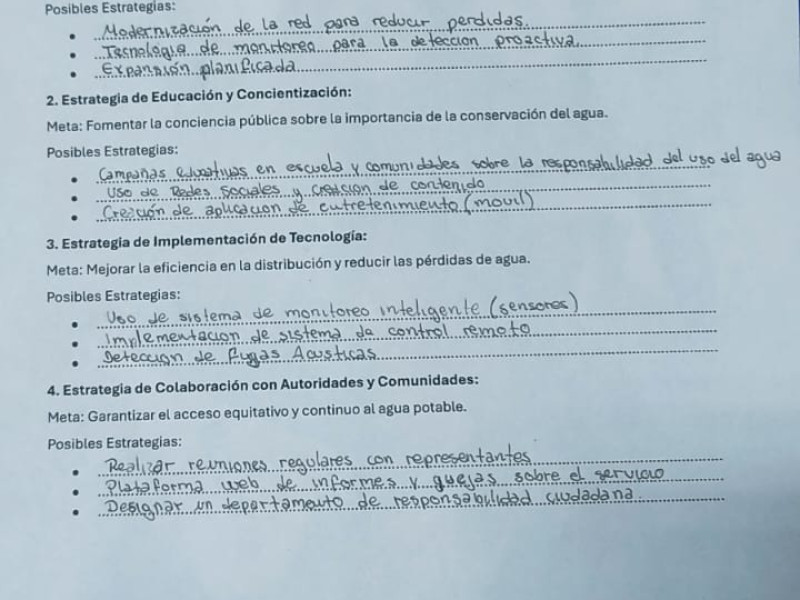 Posibles Estrategias:
• Modernización de la red para reducir perdidas
• Tecnologia de monitoreo para la deteccion proactiva
• Expansión planificada
2. Estrategia de Educación y Concientización:
Meta: Fomentar la conciencia pública sobre la importancia de la conservación del agua.
Posibles Estrategias:
• Campañas educativas en escuela y comunidades sobre la responsabilidad del uso del agua
• Uso de Redes sociales y creacion de contenido
• Creación de aplicacion de entretenimiento (movil)
3. Estrategia de Implementación de Tecnología:
Meta: Mejorar la eficiencia en la distribución y reducir las pérdidas de agua.
Posibles Estrategias:
• Uso de sistema de monitoreo inteligente (sensores)
• Implementacion de sistema de control remoto
• Deteccion de fugas Acusticas
4. Estrategia de Colaboración con Autoridades y Comunidades:
Meta: Garantizar el acceso equitativo y continuo al agua potable.
Posibles Estrategias:
• Realizar reuniones regulares con representantes
• Plataforma web de informes y quejas sobre el servicio
• Designar un departamento de responsabilidad ciudadana